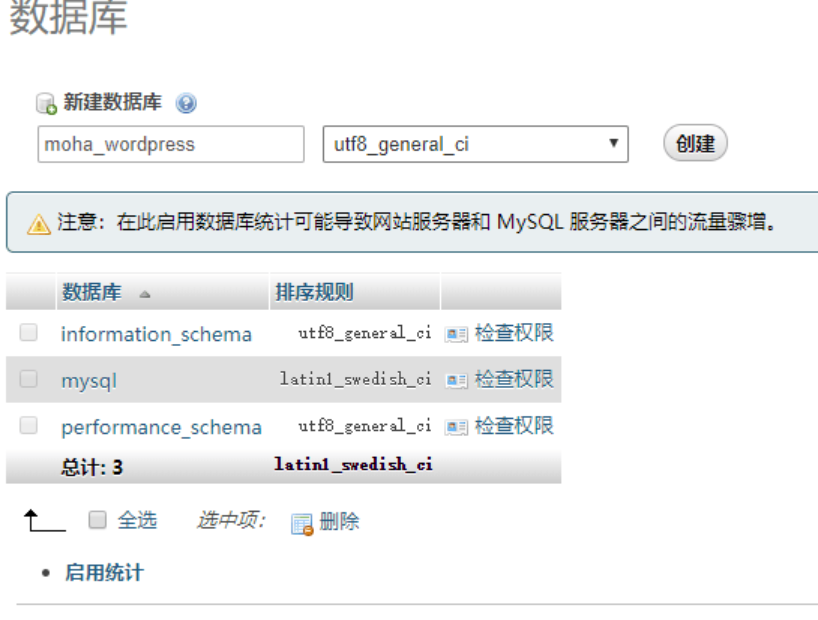 数据库
新建数据库
moha_wordpress utf8_general_ci 创建
注意：在此启用数据库统计可能导致网站服务器和 MySQL 服务器之间的流量骤增。
数据库 排序规则
information_schema utf8_general_ci 检查权限
mysql latin1_swedish_ci 检查权限
performance_schema utf8_general_ci 检查权限
总计: 3 latin1_swedish_ci
全选 选中项: 删除
启用统计